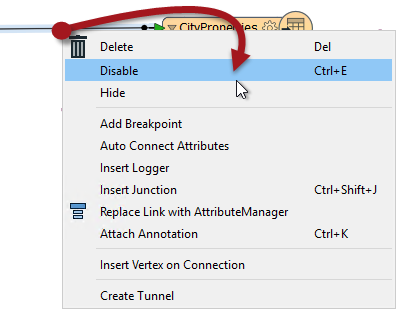 CityProperties
Delete Del
Disable Ctrl+E
Hide
Add Breakpoint
Auto Connect Attributes
Insert Logger
Insert Junction Ctrl+Shift+J
Replace Link with AttributeManager
Attach Annotation Ctrl+K
Insert Vertex on Connection
Create Tunnel